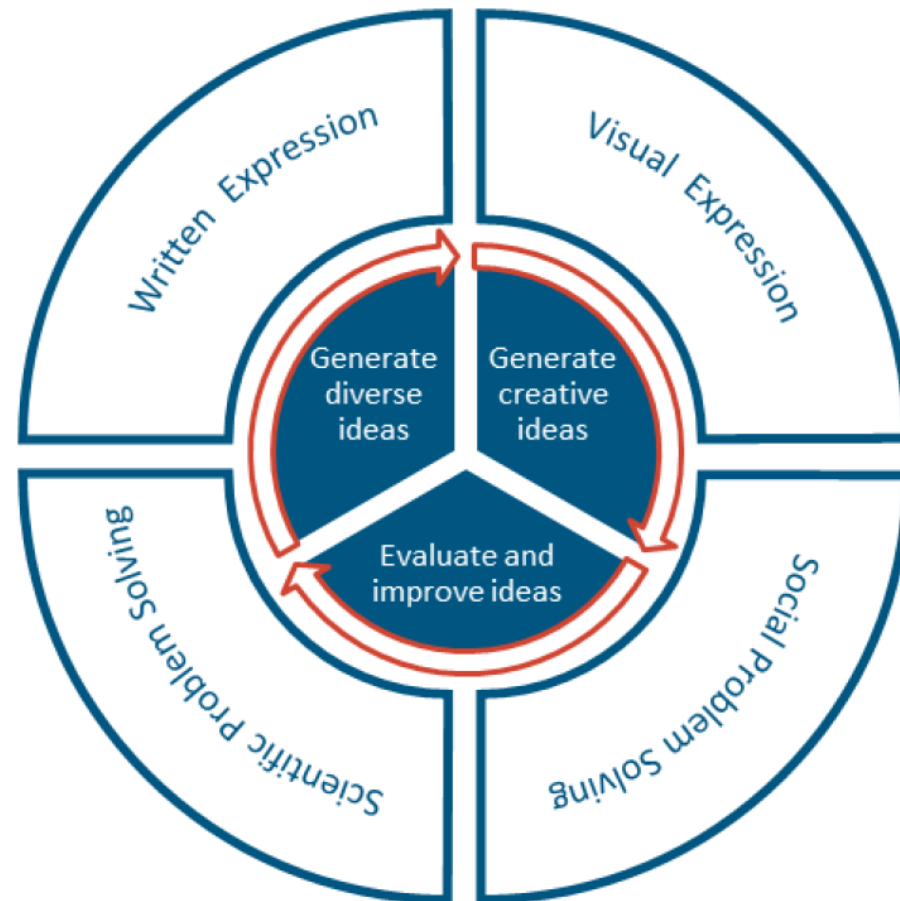 Written Expression
Visual Expression
Generate
diverse
ideas
Generate
creative
ideas
Evaluate and
improve ideas
Scientific Problem Solving
Social Problem Solving